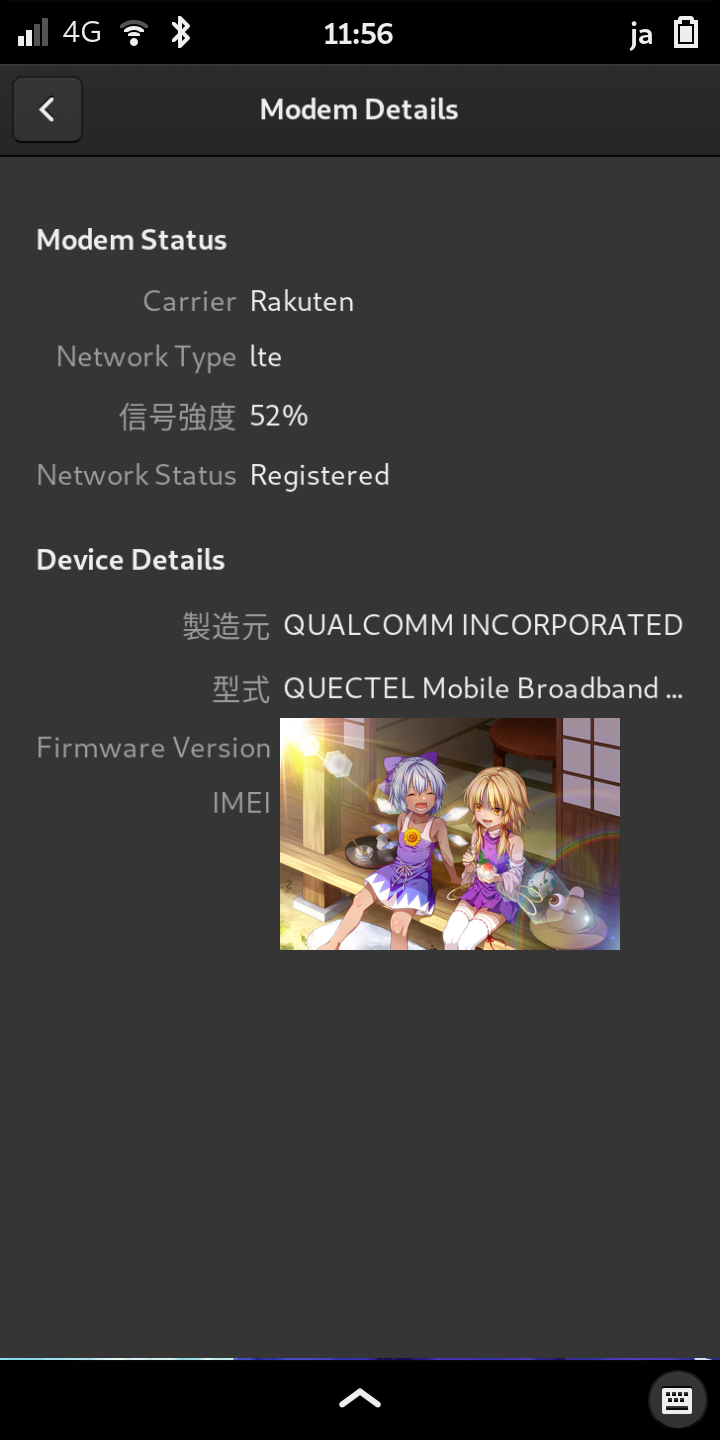 4G 11:56 ja
Modem Details
Modem Status
Carrier Rakuten
Network Type lte
信号強度 52%
Network Status Registered
Device Details
製造元 QUALCOMM INCORPORATED
型式 QUECTEL Mobile Broadband ...
Firmware Version
IMEI